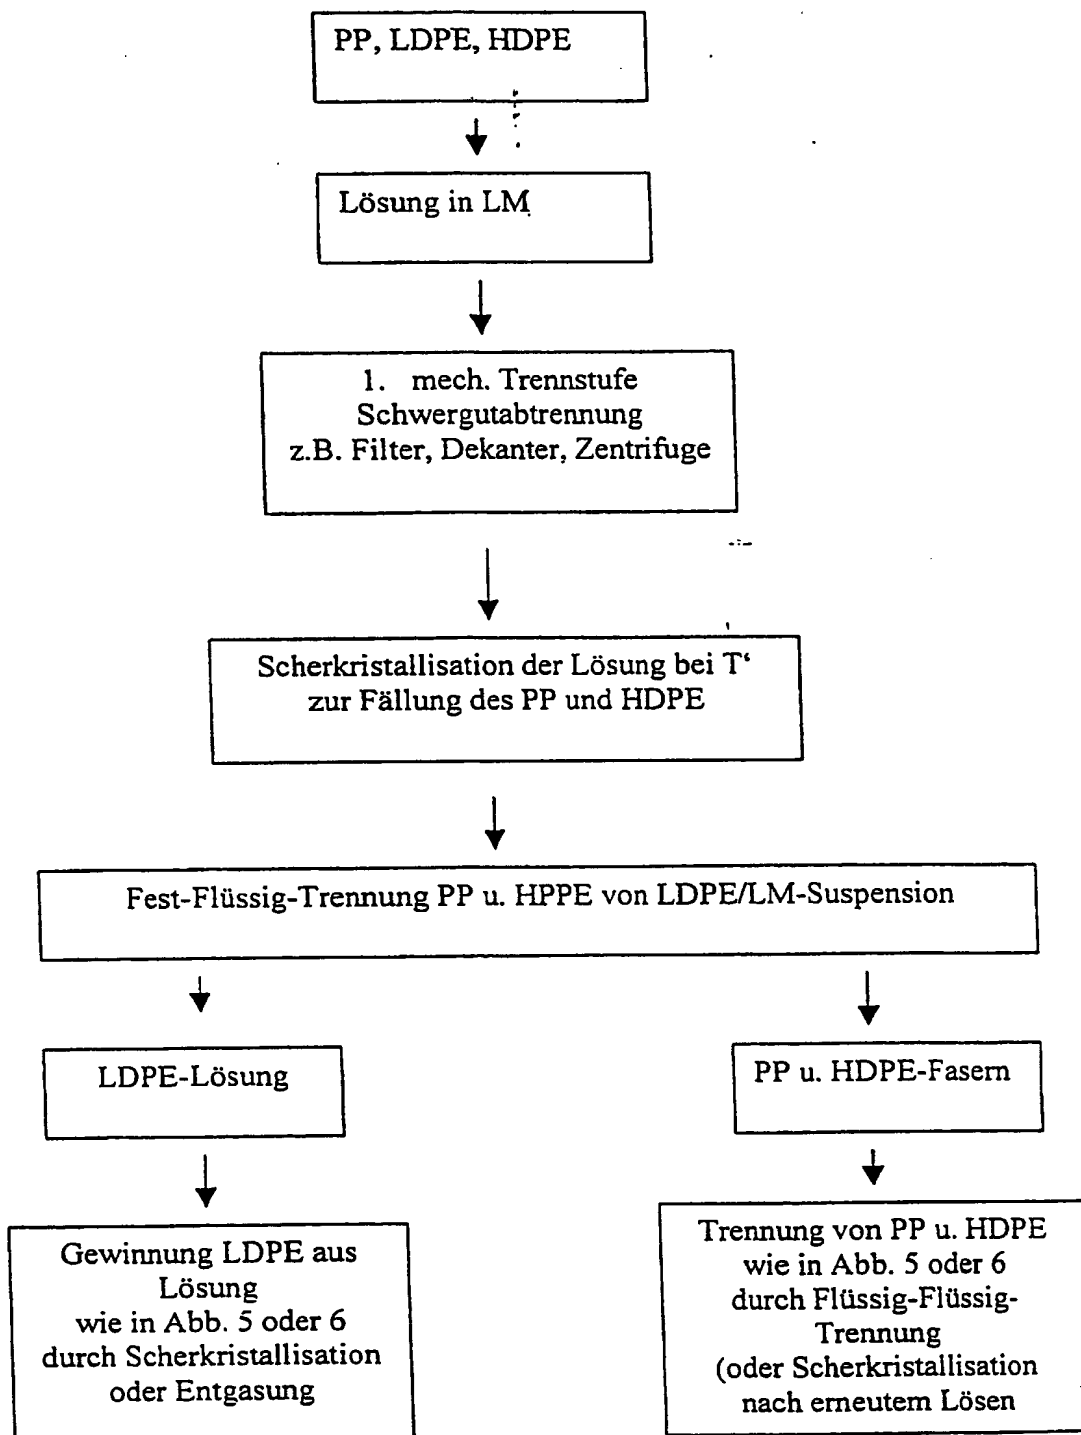 PP, LDPE, HDPE
Lösung in LM
1. mech. Trennstufe
Schwergutabtrennung
z.B. Filter, Dekanter, Zentrifuge
Scherkristallisation der Lösung bei T‘
zur Fällung des PP und HDPE
Fest-Flüssig-Trennung PP u. HPPE von LDPE/LM-Suspension
LDPE-Lösung
PP u. HDPE-Fasern
Gewinnung LDPE aus
Lösung
wie in Abb. 5 oder 6
durch Scherkristallisation
oder Entgasung
Trennung von PP u. HDPE
wie in Abb. 5 oder 6
durch Flüssig-Flüssig-
Trennung
(oder Scherkristallisation
nach erneutem Lösen